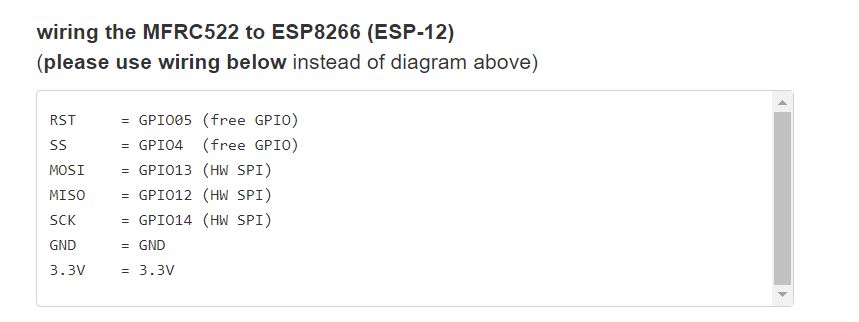 wiring the MFRC522 to ESP8266 (ESP-12)
(please use wiring below instead of diagram above)
RST     = GPIO05 (free GPIO)
SS      = GPIO4  (free GPIO)
MOSI    = GPIO13 (HW SPI)
MISO    = GPIO12 (HW SPI)
SCK     = GPIO14 (HW SPI)
GND     = GND
3.3V    = 3.3V